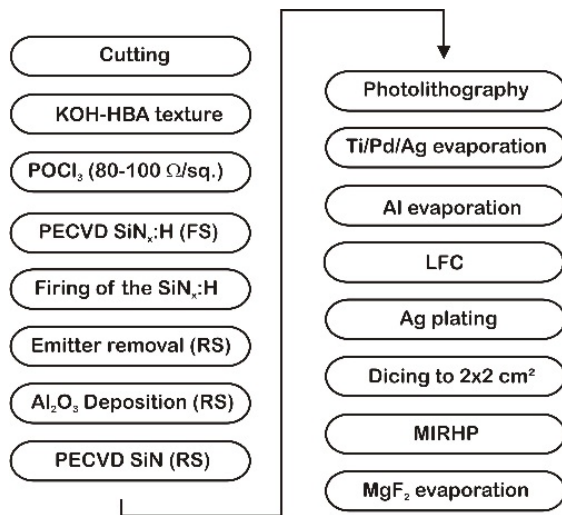 Cutting
KOH-HBA texture
POCl₃ (80-100 Ω/sq.)
PECVD SiNₓ:H (FS)
Firing of the SiNₓ:H
Emitter removal (RS)
Al₂O₃ Deposition (RS)
PECVD SiN (RS)
Photolithography
Ti/Pd/Ag evaporation
Al evaporation
LFC
Ag plating
Dicing to 2x2 cm²
MIRHP
MgF₂ evaporation